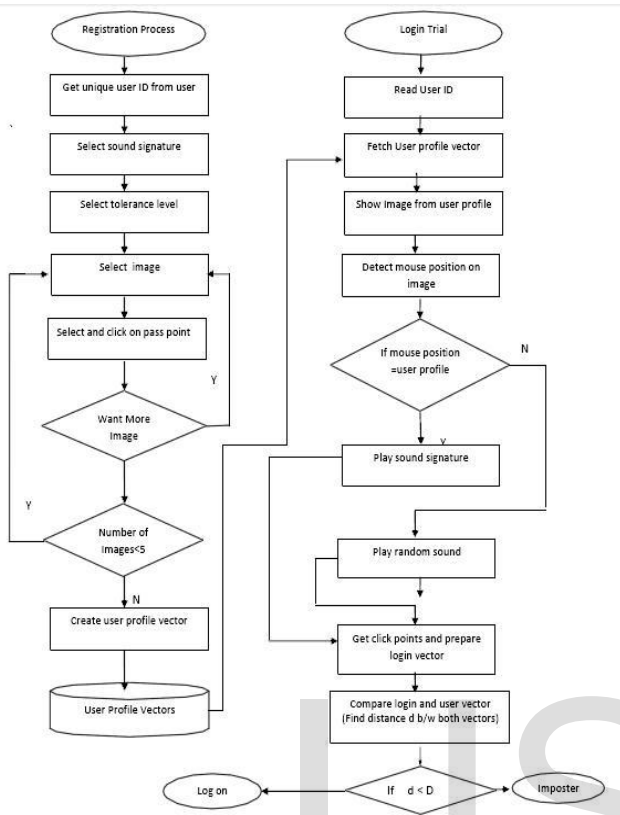 Registration Process
Get unique user ID from user
Select sound signature
Select tolerance level
Select image
Select and click on pass point
Y
Want More
Image
Y
Number of
Images<5
N
Create user profile vector
User Profile Vectors
Login Trial
Read User ID
Fetch User profile vector
Show Image from user profile
Detect mouse position on
image
If mouse position
=user profile
N
Y
Play sound signature
Play random sound
Get click points and prepare
login vector
Compare login and user vector
(Find distance d b/w both vectors)
If d < D
Log on
Imposter